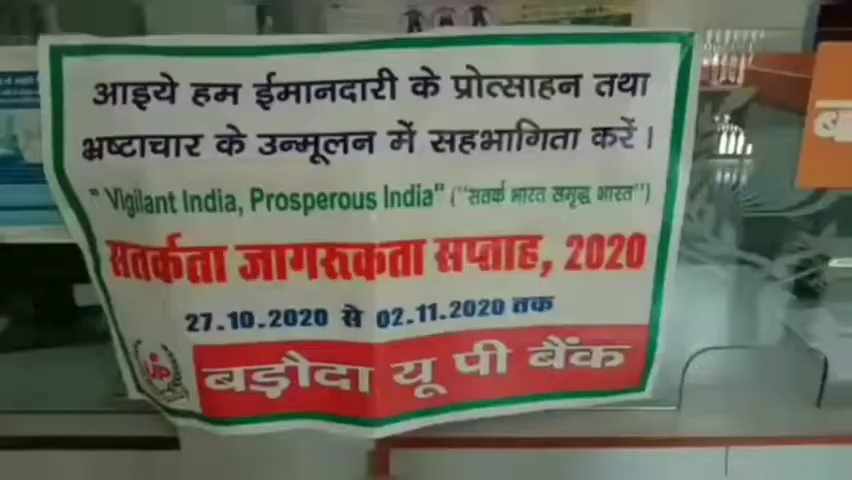 आइये हम ईमानदारी के प्रोत्साहन तथा
भ्रष्टाचार के उन्मूलन में सहभागिता करें।
" Vigilant India, Prosperous India" ("सतर्क भारत समृद्ध भारत")
सतर्कता जागरूकता सप्ताह, 2020
27.10.2020 से 02.11.2020 तक
UP
बड़ौदा यू पी बैंक